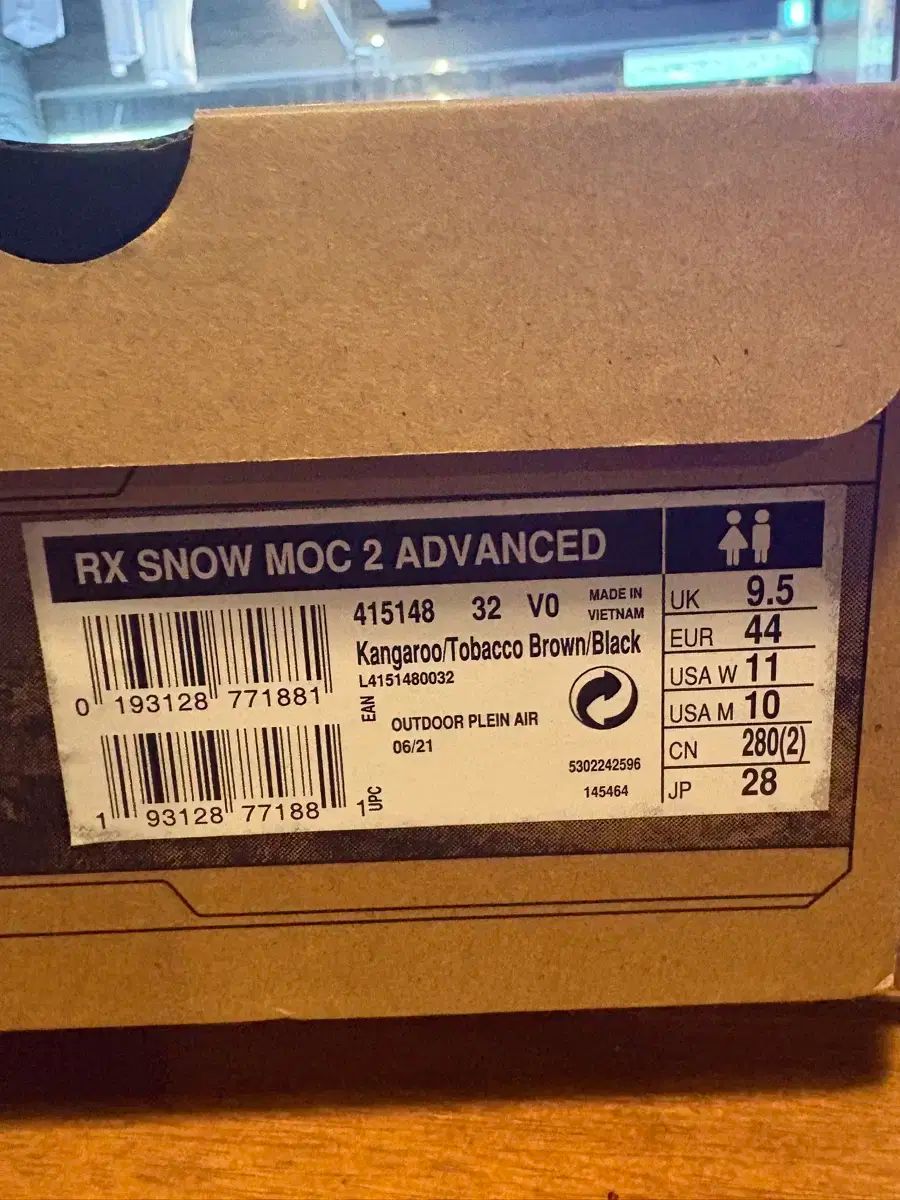 RX SNOW MOC 2 ADVANCED
415148 32 V0
MADE IN
VIETNAM
Kangaroo/Tobacco Brown/Black
L4151480032
0 193128 771881
EAN
OUTDOOR PLEIN AIR
06/21
5302242596
145464
1 93128 77188 1
UPC
UK 9.5
EUR 44
USA W 11
USA M 10
CN 280(2)
JP 28